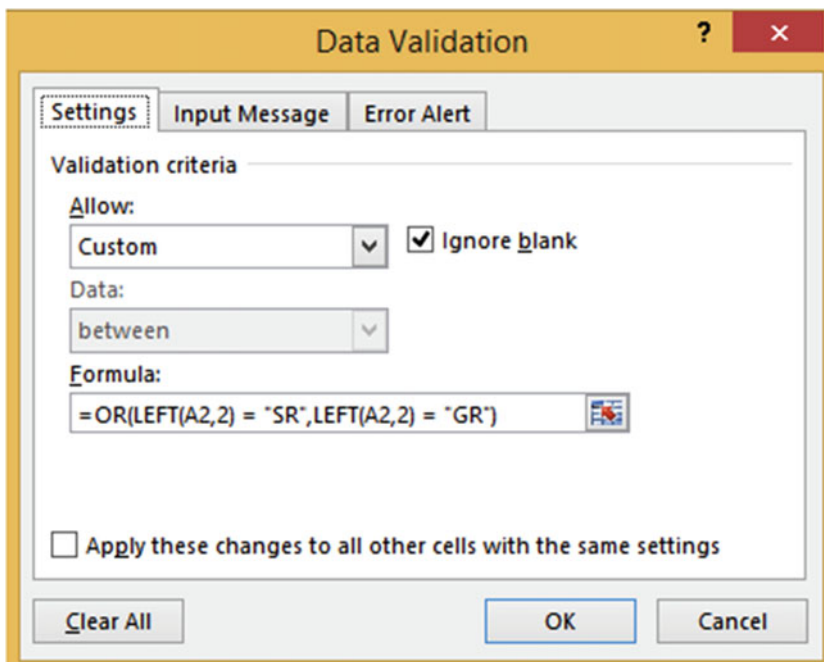 Data Validation ? ×
Settings Input Message Error Alert
Validation criteria
Allow:
Custom Ignore blank
Data:
between
Formula:
=OR(LEFT(A2,2) = "SR",LEFT(A2,2) = "GR")
Apply these changes to all other cells with the same settings
Clear All OK Cancel